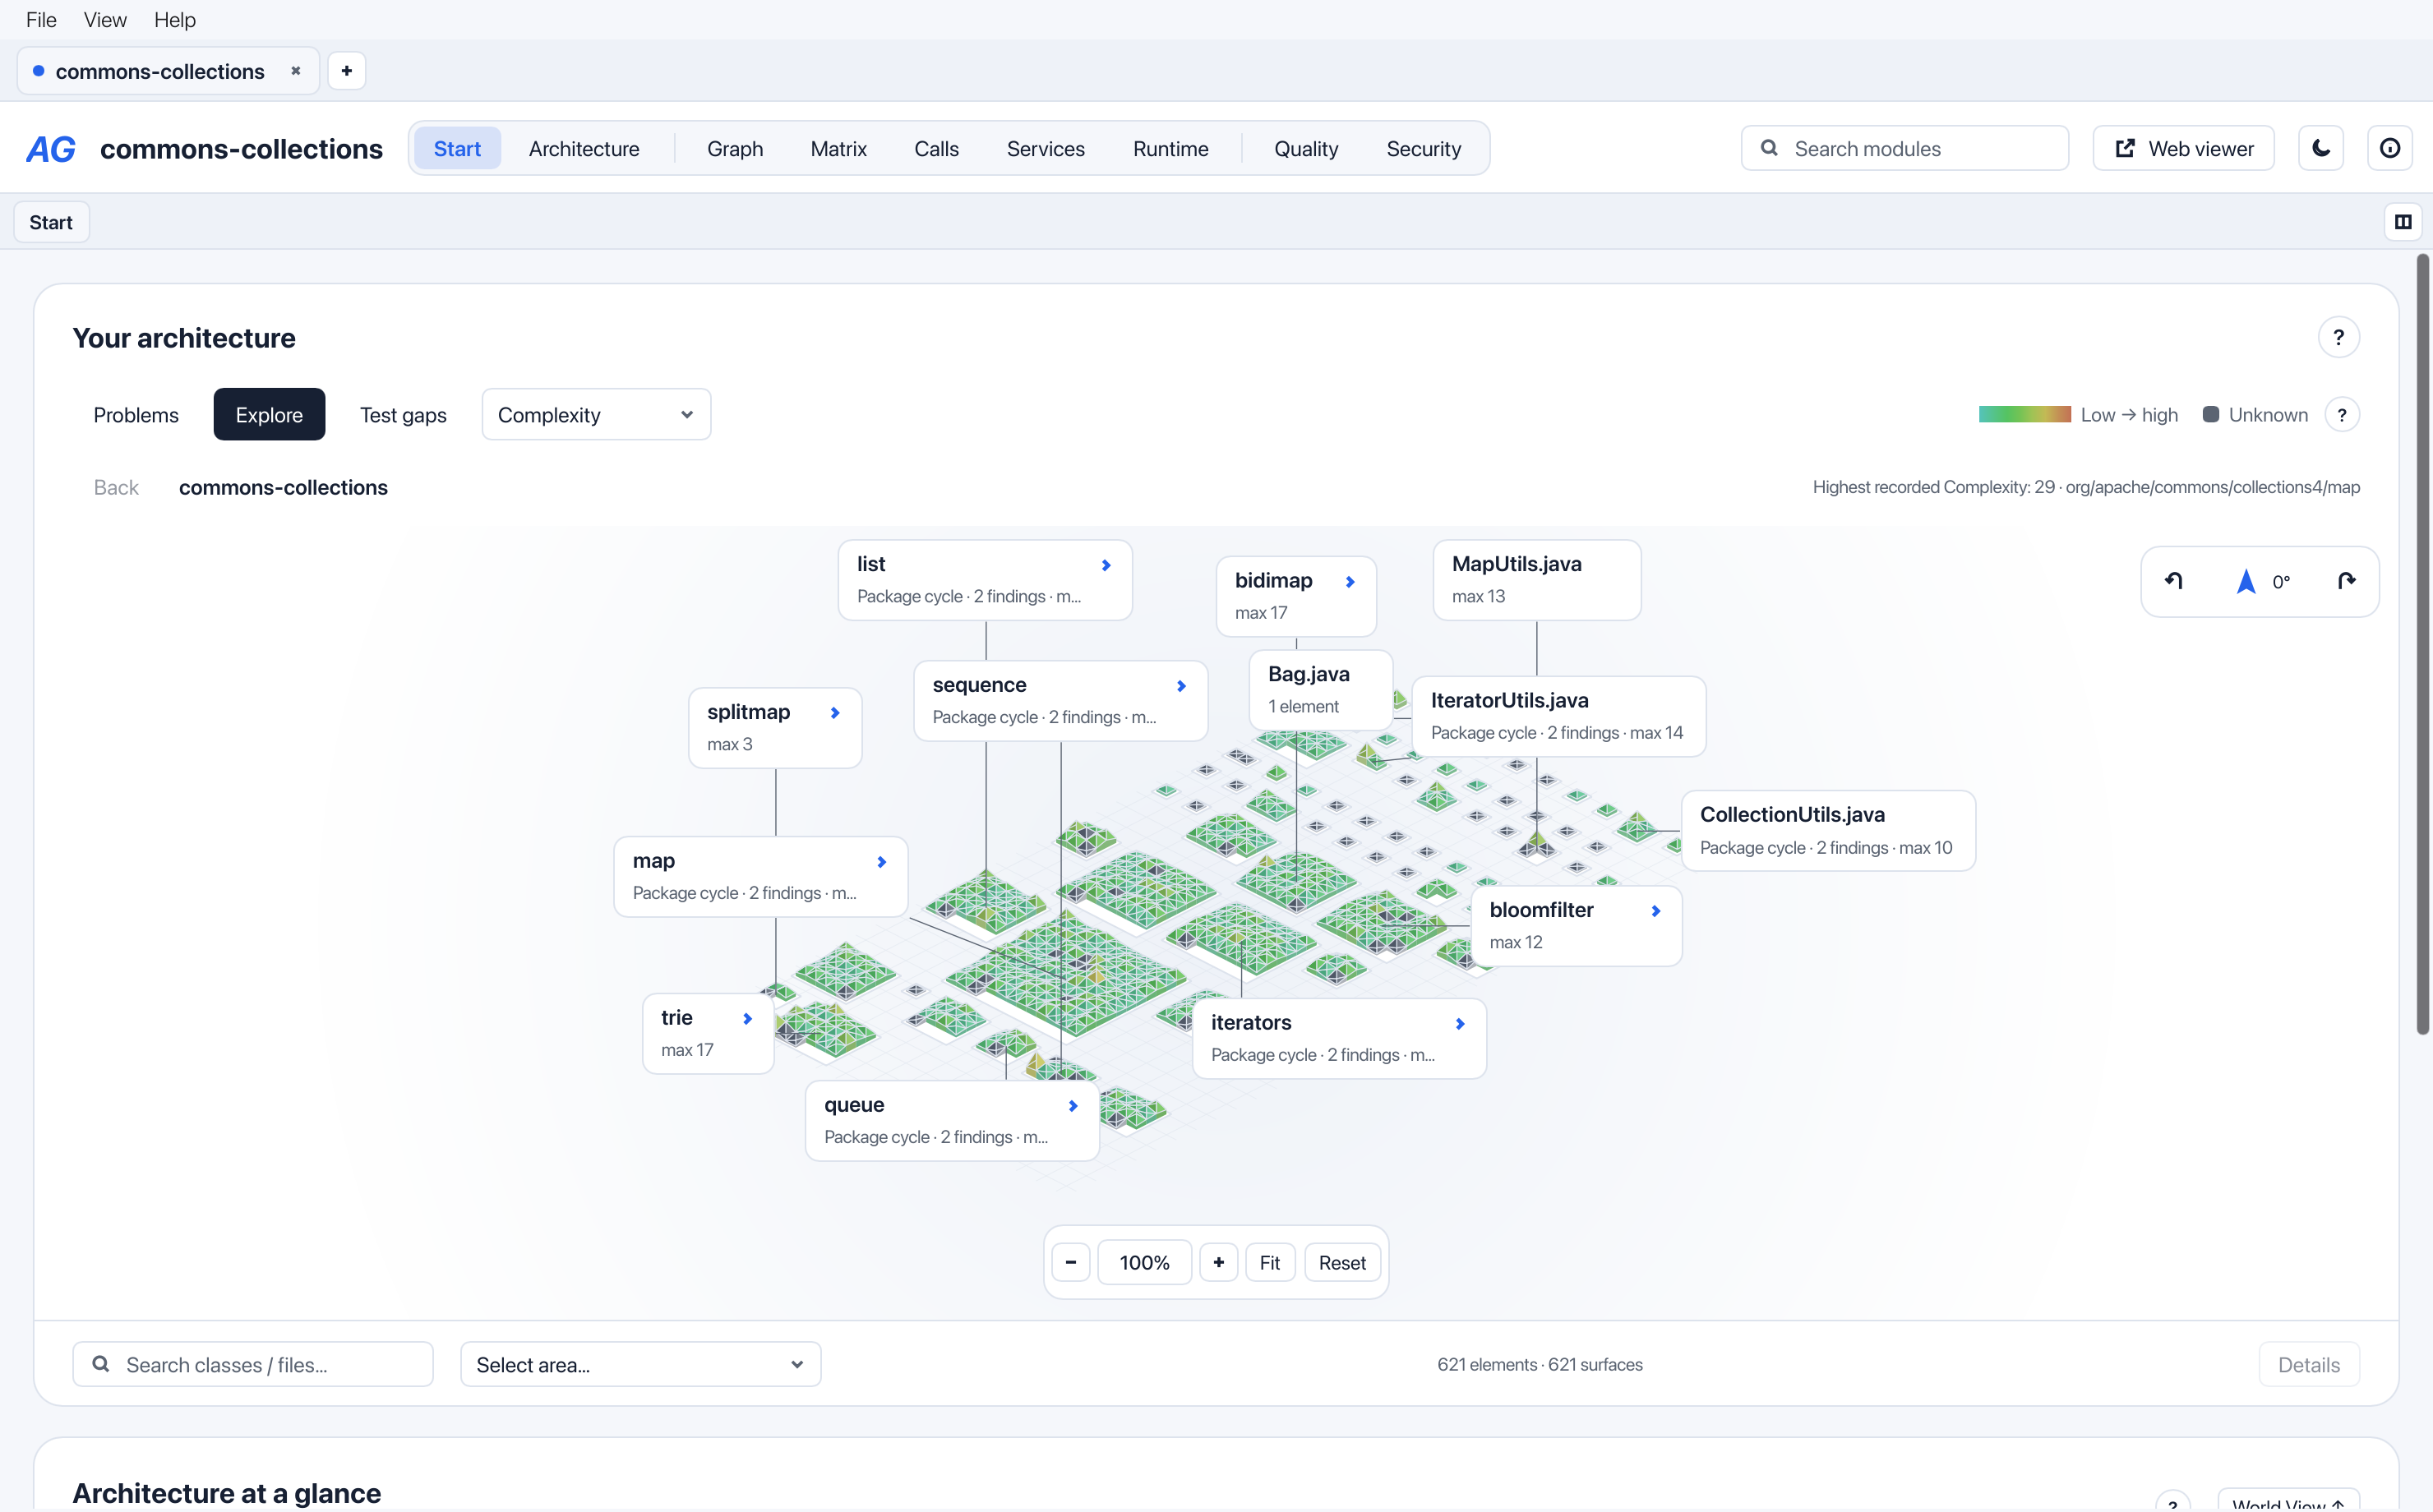 File View Help
commons-collections
AG commons-collections Start Architecture Graph Matrix Calls Services Runtime Quality Security Search modules Web viewer
Start
Your architecture ?
Problems Explore Test gaps Complexity Low → high Unknown ?
Back commons-collections Highest recorded Complexity: 29 · org/apache/commons/collections4/map
list
Package cycle · 2 findings · m...
bidimap
max 17
MapUtils.java
max 13
0°
sequence
Package cycle · 2 findings · m...
Bag.java
1 element
IteratorUtils.java
Package cycle · 2 findings · max 14
splitmap
max 3
CollectionUtils.java
Package cycle · 2 findings · max 10
map
Package cycle · 2 findings · m...
bloomfilter
max 12
trie
max 17
iterators
Package cycle · 2 findings · m...
queue
Package cycle · 2 findings · m...
− 100% + Fit Reset
Search classes / files... Select area... 621 elements · 621 surfaces Details
Architecture at a glance ? World View ↑